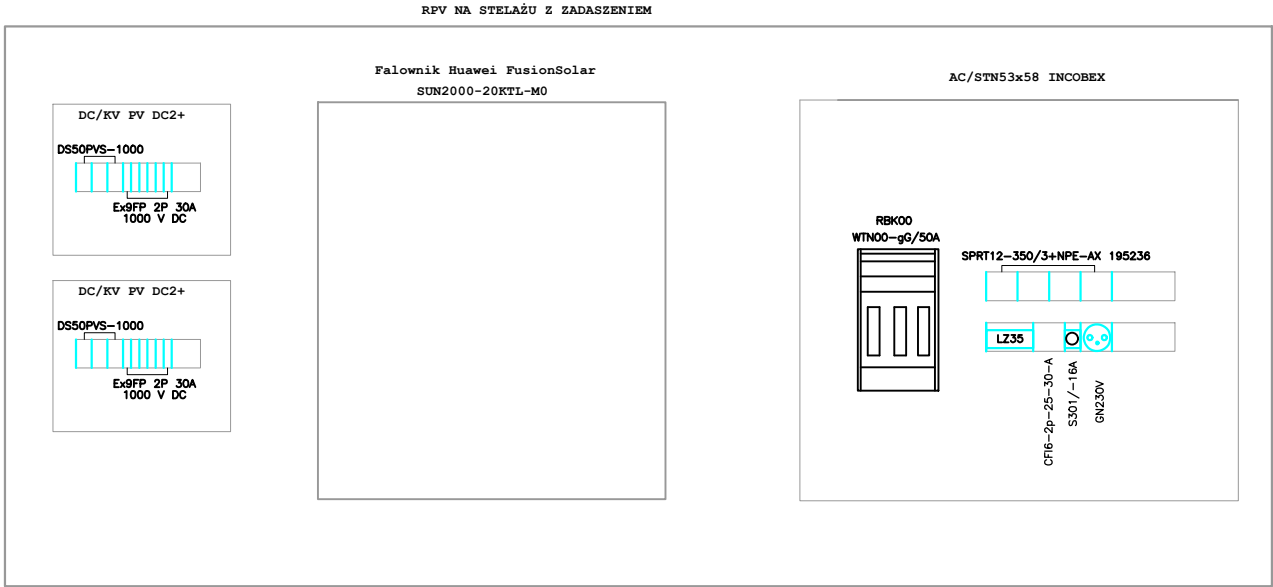 RPV NA STELAŻU Z ZADASZENIEM
Falownik Huawei FusionSolar
SUN2000-20KTL-M0
AC/STN53x58 INCOBEX
DC/KV PV DC2+
DS50PVS-1000
Ex9FP 2P 30A
1000 V DC
DC/KV PV DC2+
DS50PVS-1000
Ex9FP 2P 30A
1000 V DC
RBK00
WTN00-gG/50A
SPRT12-350/3+NPE-AX 195236
LZ35
CFI6-2p-25-30-A
S301/-16A
GN230V